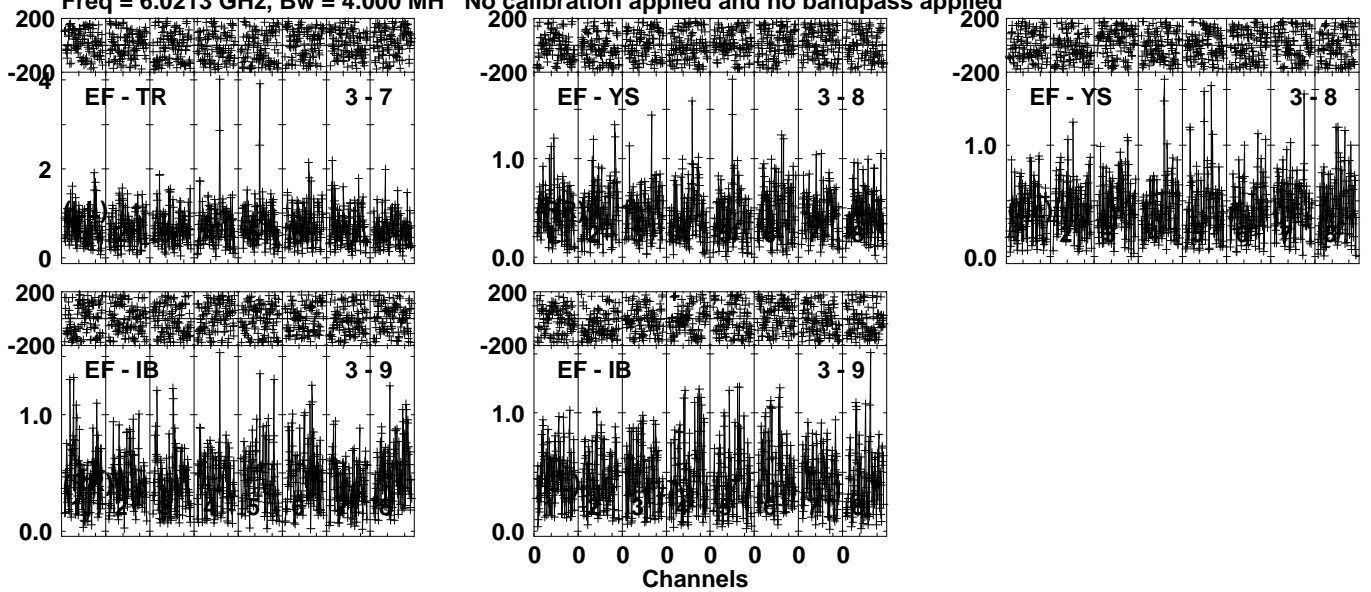 Freq = 6.0213 GHz, Bw = 4.000 MH No calibration applied and no bandpass applied
200 200 200
-200 -200 -200
4
EF - TR 3 - 7 EF - YS 3 - 8 EF - YS 3 - 8
2 1.0 1.0
0 0.0 0.0
200 200
-200 -200
EF - IB 3 - 9 EF - IB 3 - 9
1.0 1.0
0.0 0.0
0 0 0 0 0 0 0 0
Channels